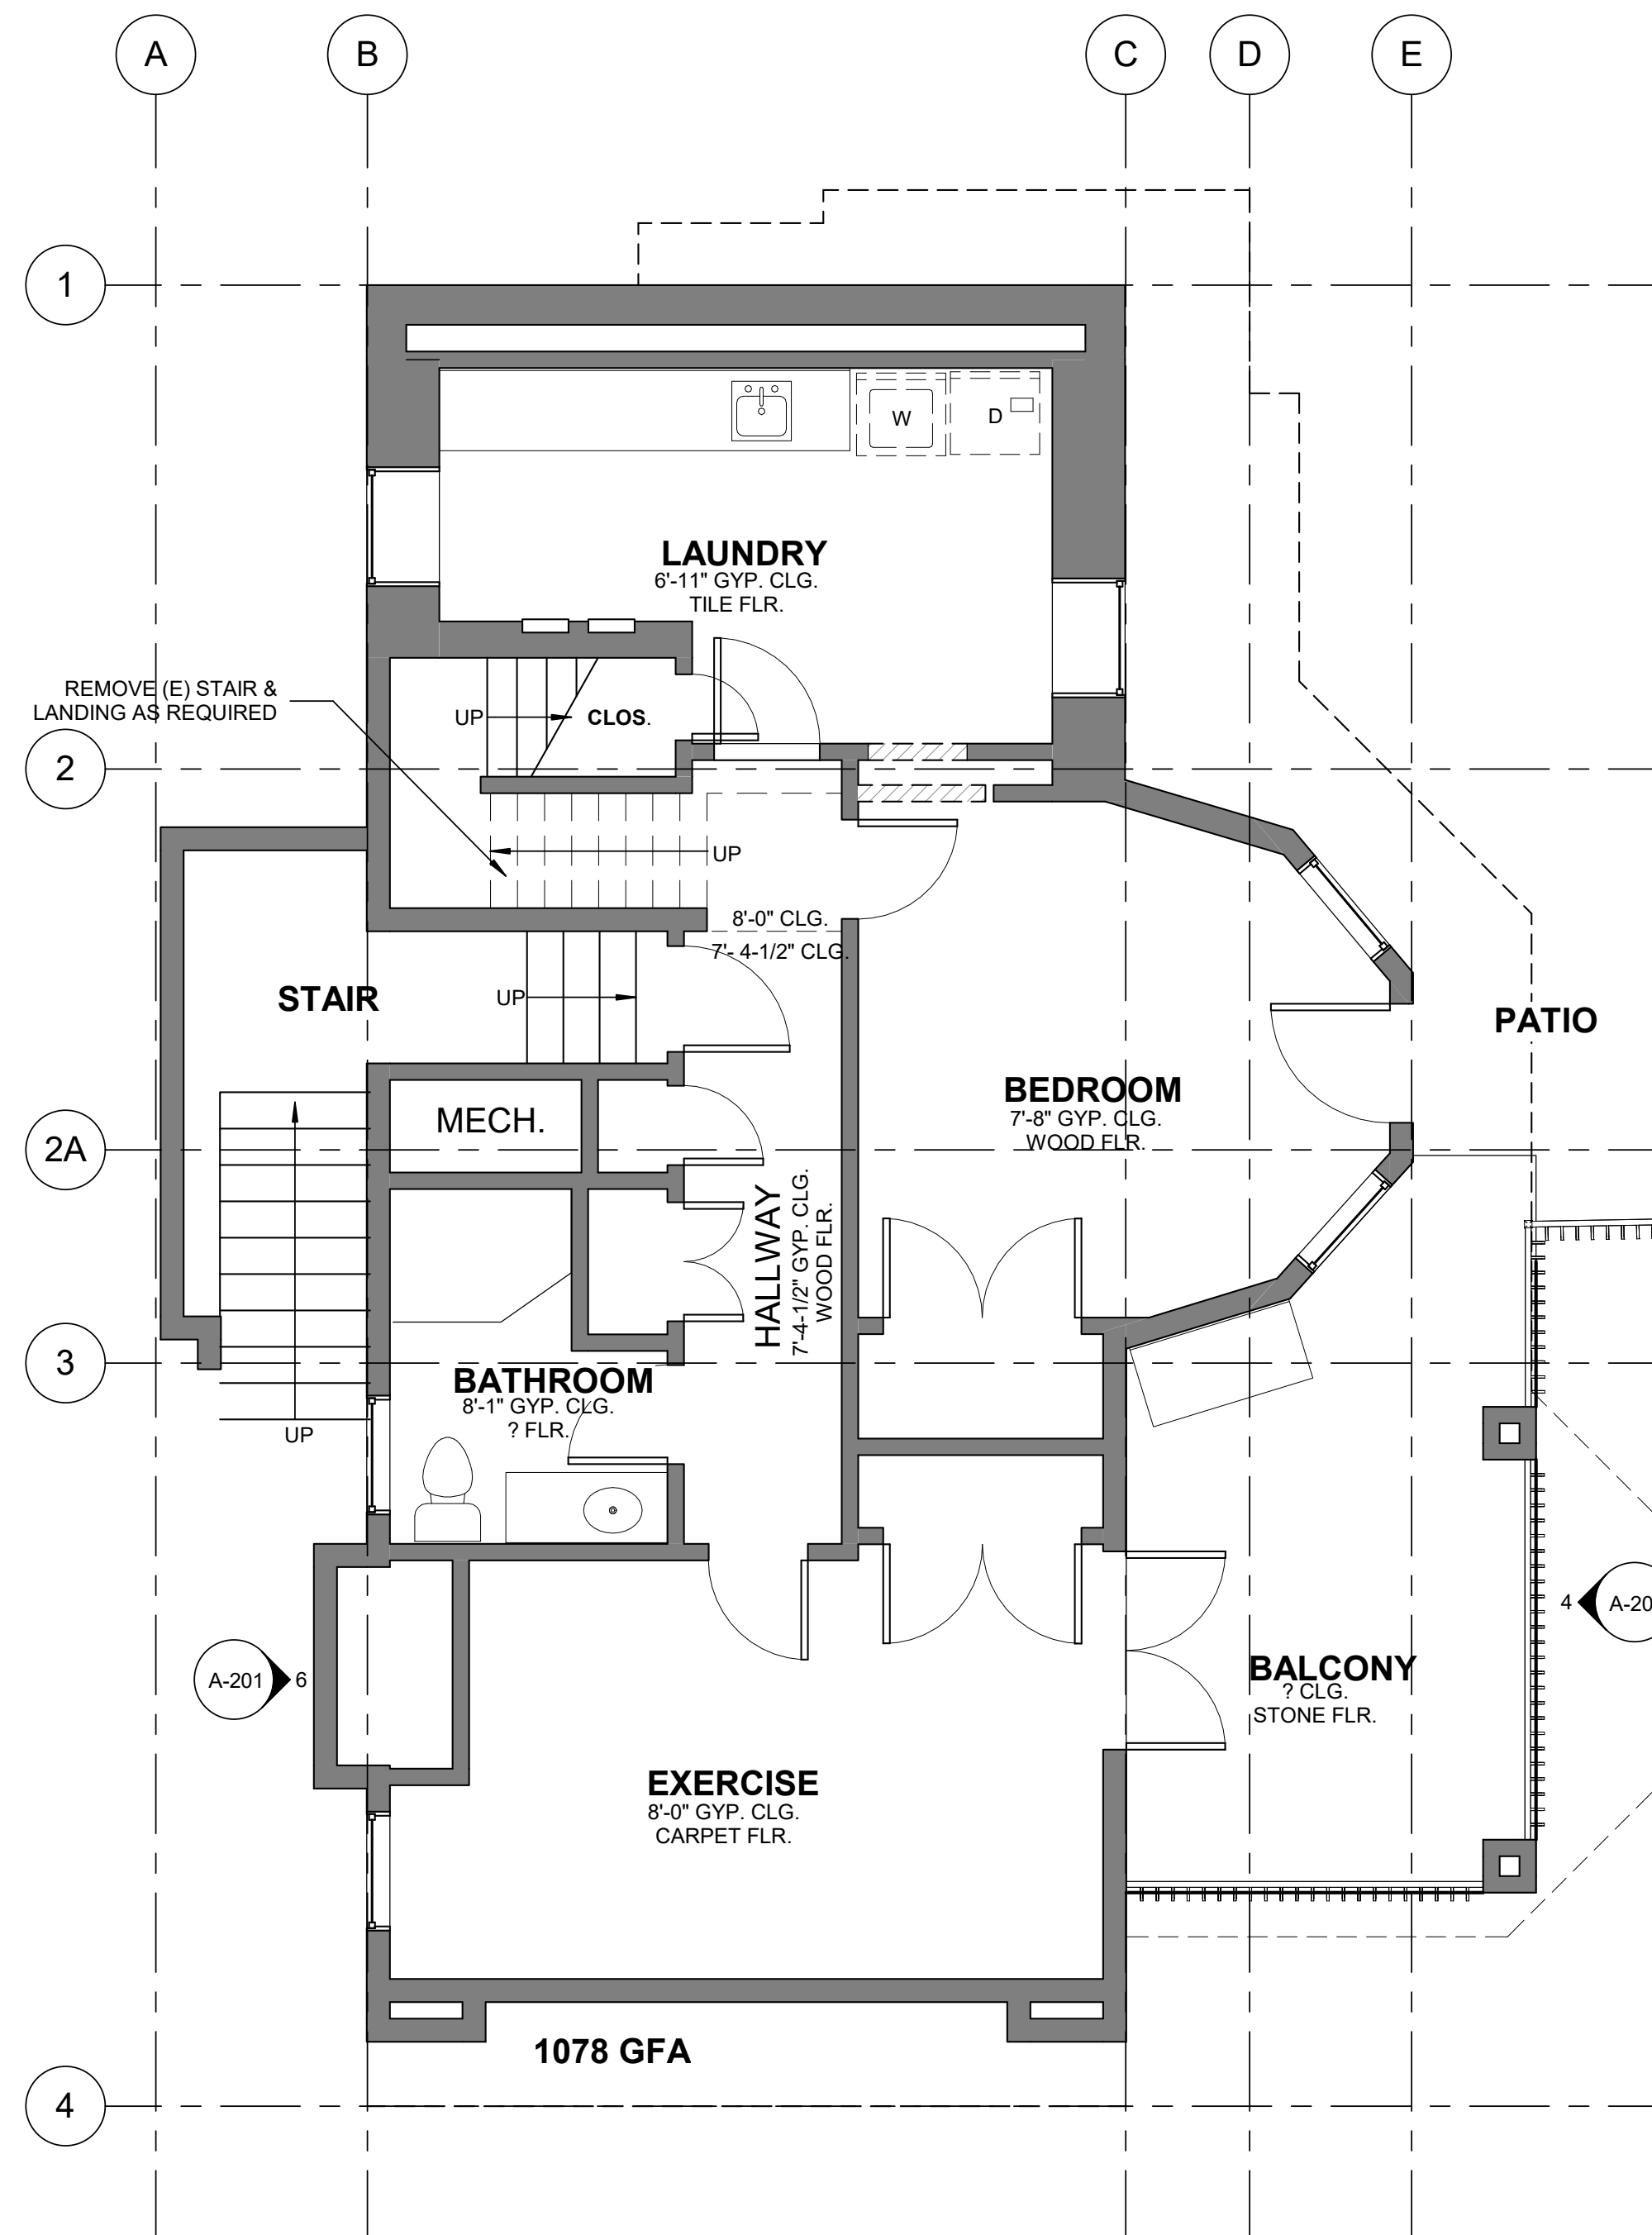 A
B
C
D
E
1
W
D
LAUNDRY
6'-11" GYP. CLG.
TILE FLR.
REMOVE (E) STAIR &
LANDING AS REQUIRED
UP
CLOS.
2
UP
8'-0" CLG.
7'- 4-1/2" CLG.
STAIR
UP
PATIO
BEDROOM
7'-8" GYP. CLG.
WOOD FLR.
MECH.
2A
HALLWAY
7'-4-1/2" GYP. CLG.
WOOD FLR.
3
BATHROOM
8'-1" GYP. CLG.
? FLR.
UP
4
A-20
A-201
6
BALCONY
? CLG.
STONE FLR.
EXERCISE
8'-0" GYP. CLG.
CARPET FLR.
1078 GFA
4